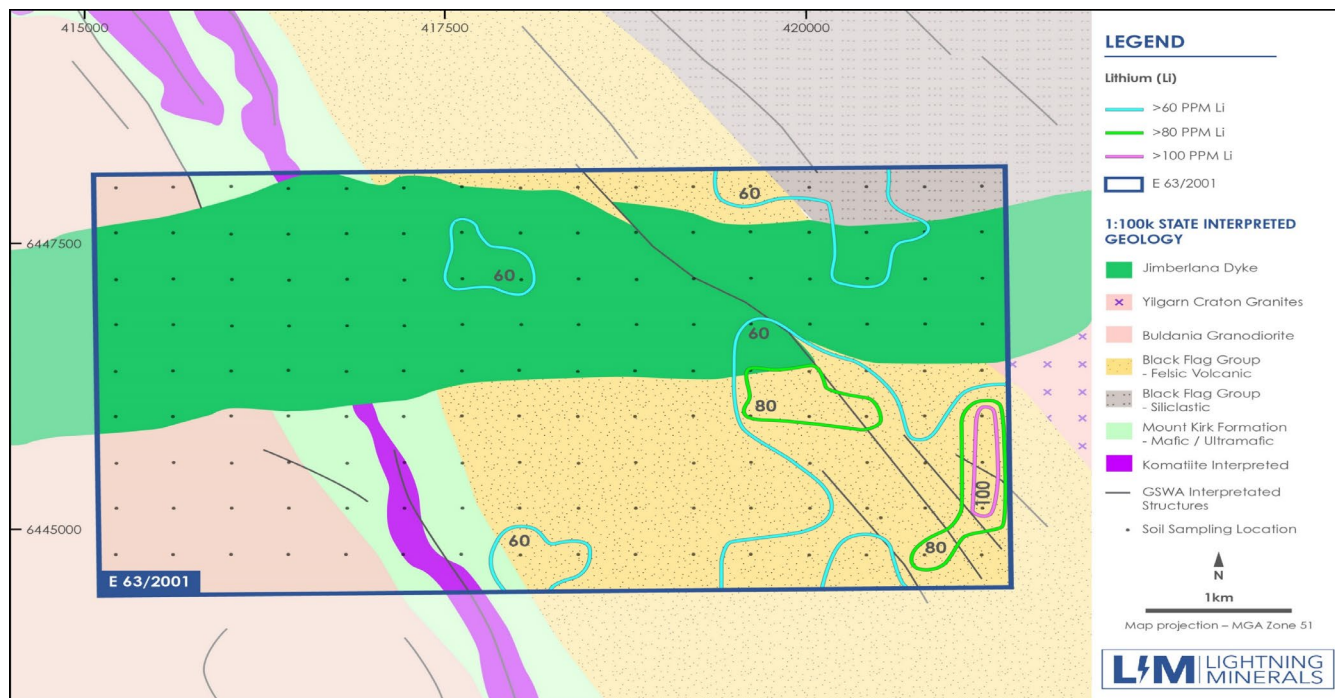 415000
417500
420000
6447500
6445000
60
60
60
80
100
60
80
E 63/2001
LEGEND
Lithium (Li)
>60 PPM Li
>80 PPM Li
>100 PPM Li
E 63/2001
1:100k STATE INTERPRETED
GEOLOGY
Jimberlana Dyke
Yilgarn Craton Granites
Buldania Granodiorite
Black Flag Group
- Felsic Volcanic
Black Flag Group
- Siliclastic
Mount Kirk Formation
- Mafic / Ultramafic
Komatiite Interpreted
GSWA Interpretated
Structures
Soil Sampling Location
N
1km
Map projection – MGA Zone 51
LM LIGHTNING
MINERALS